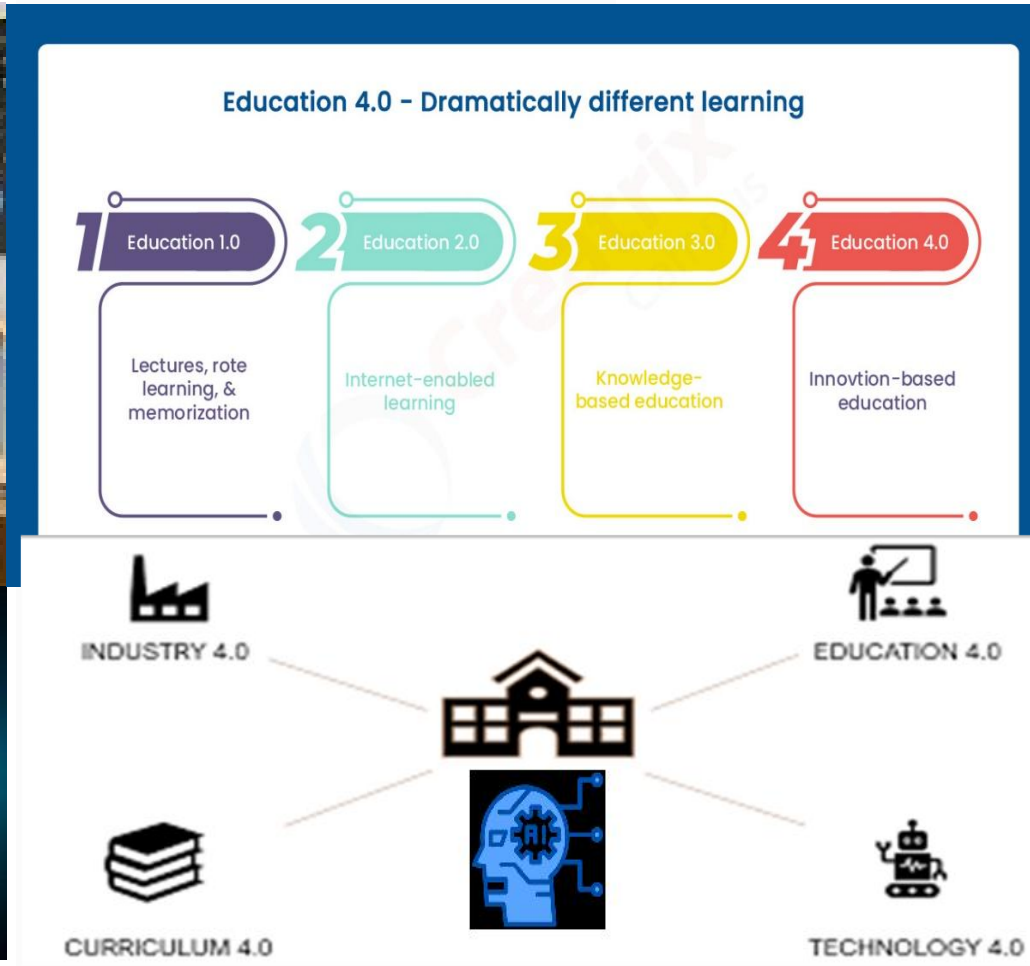 Education 4.0 - Dramatically different learning
1 Education 1.0
2 Education 2.0
3 Education 3.0
4 Education 4.0
Lectures, rote
learning, &
memorization
Internet-enabled
learning
Knowledge-
based education
Innovtion-based
education
INDUSTRY 4.0
EDUCATION 4.0
AI
CURRICULUM 4.0
TECHNOLOGY 4.0